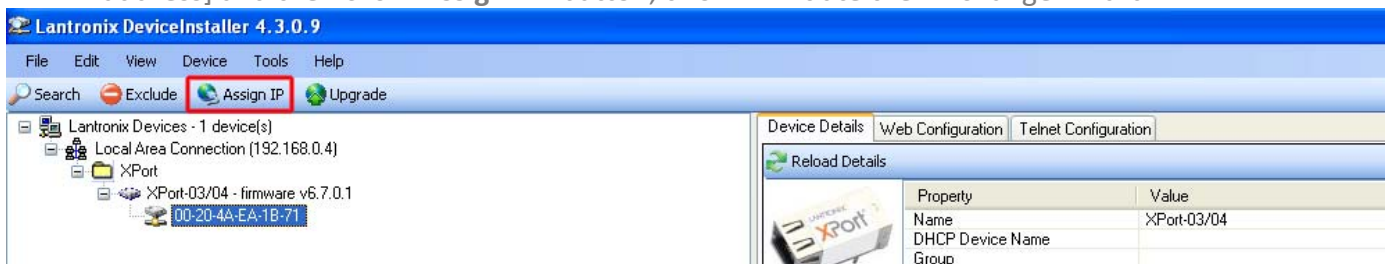 Lantronix DeviceInstaller 4.3.0.9
File Edit View Device Tools Help
Search Exclude Assign IP Upgrade
Lantronix Devices - 1 device(s)
Local Area Connection (192.168.0.4)
XPort
XPort-03/04 - firmware v6.7.0.1
00-20-4A-EA-1B-71
Device Details Web Configuration Telnet Configuration
Reload Details
Property Value
Name XPort-03/04
DHCP Device Name
Group
LANTRONIX
XPort